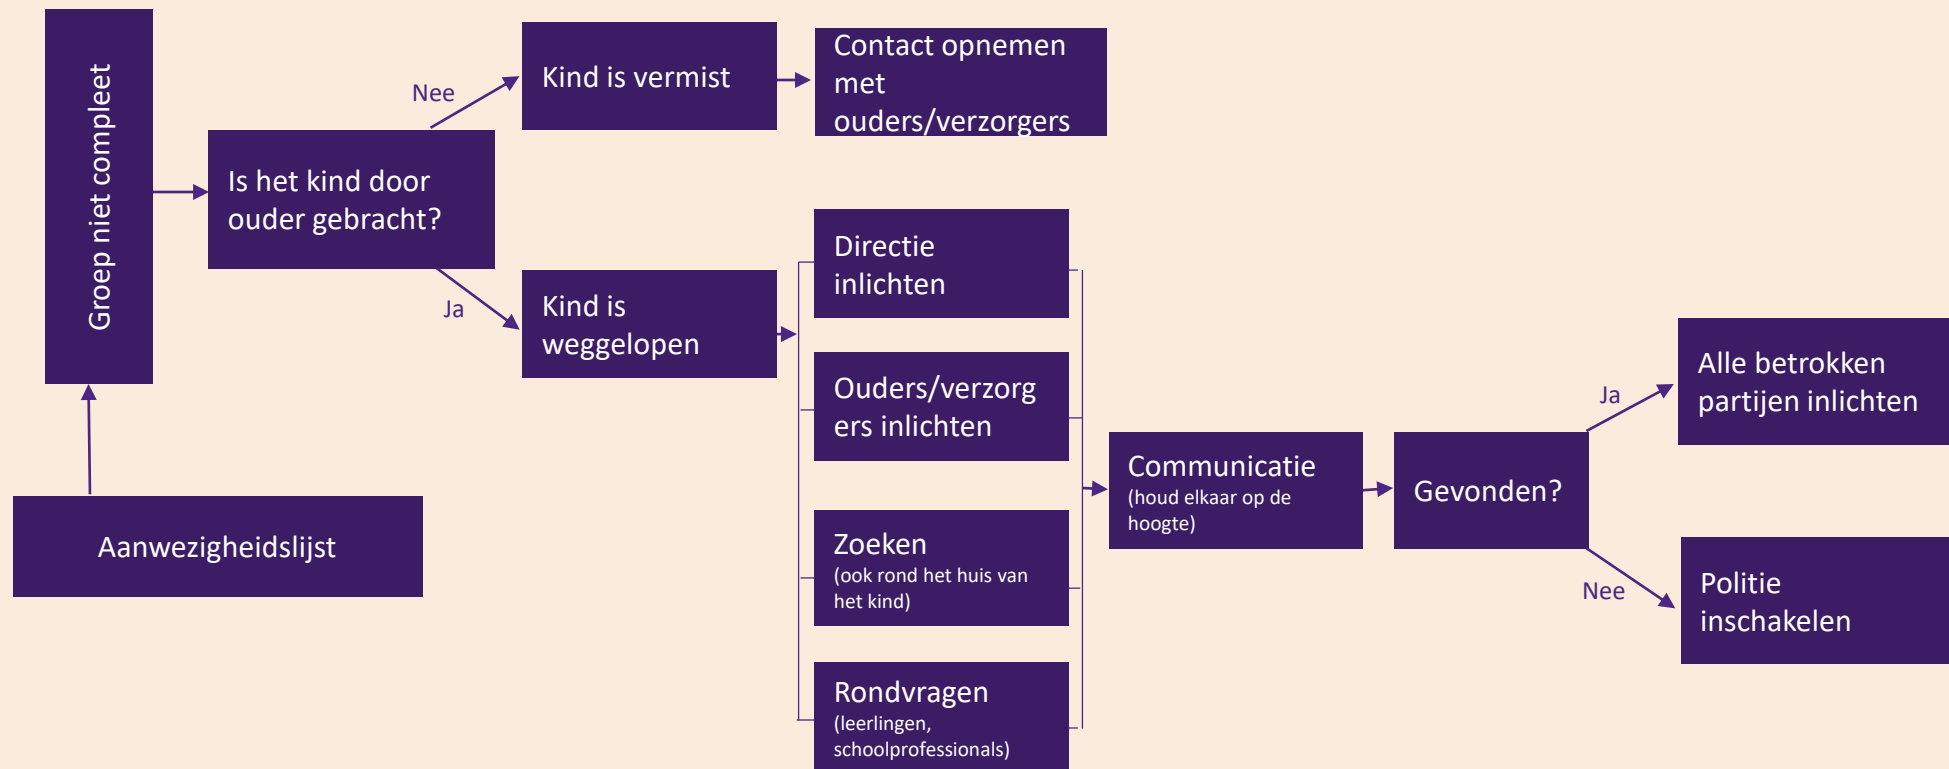 Groep niet compleet
Aanwezigheidslijst
Is het kind door
ouder gebracht?
Nee
Kind is vermist
Contact opnemen
met
ouders/verzorgers
Ja
Kind is
weggelopen
Directie
inlichten
Ouders/verzorg
ers inlichten
Zoeken
(ook rond het huis van
het kind)
Rondvragen
(leerlingen,
schoolprofessionals)
Communicatie
(houd elkaar op de
hoogte)
Gevonden?
Ja
Alle betrokken
partijen inlichten
Nee
Politie
inschakelen